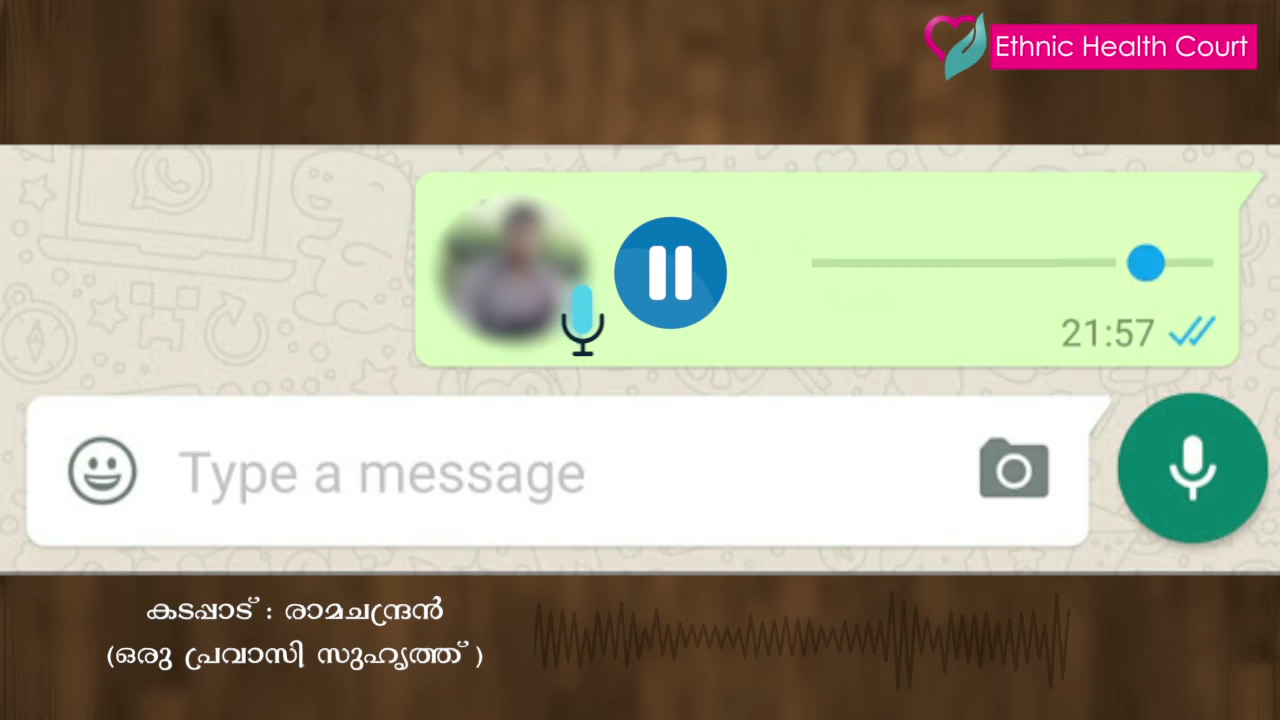 Ethnic Health Court
21:57
Type a message
കടപ്പാട് : രാമചന്ദ്രൻ
(ഒരു പ്രവാസി സുഹൃത്ത് )